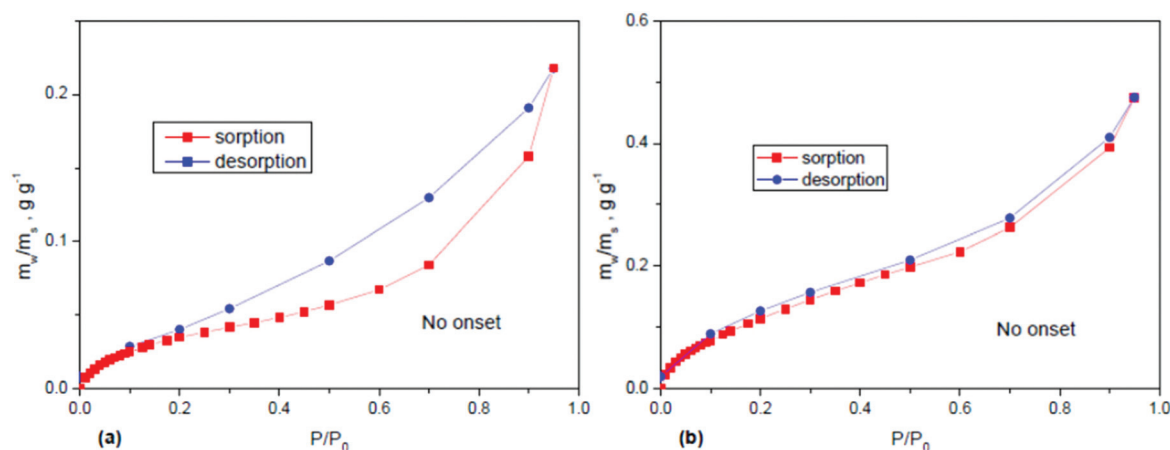 0.2
0.1
0.0
m_w/m_s , g g^-1
sorption
desorption
No onset
0.0 0.2 0.4 0.6 0.8 1.0
(a)
P/P_0
0.6
0.4
0.2
0.0
m_w/m_s , g g^-1
sorption
desorption
No onset
0.0 0.2 0.4 0.6 0.8 1.0
(b)
P/P_0